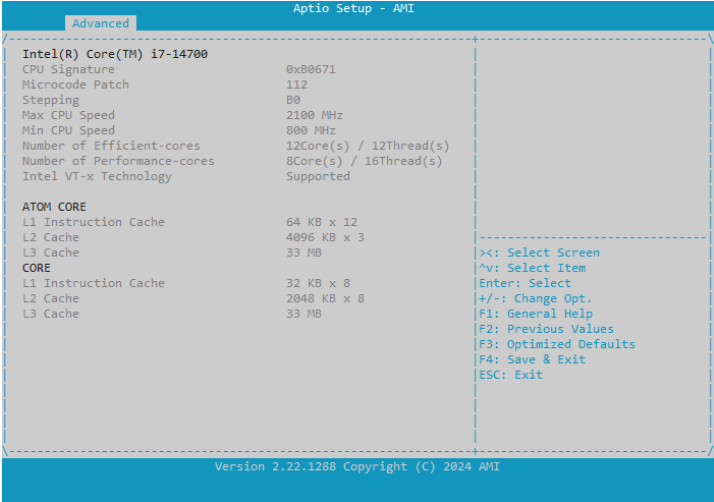 Aptio Setup - AMI
Advanced
Intel(R) Core(TM) i7-14700
CPU Signature 0xB0671
Microcode Patch 112
Stepping B0
Max CPU Speed 2100 MHz
Min CPU Speed 800 MHz
Number of Efficient-cores 12Core(s) / 12Thread(s)
Number of Performance-cores 8Core(s) / 16Thread(s)
Intel VT-x Technology Supported
ATOM CORE
L1 Instruction Cache 64 KB x 12
L2 Cache 4096 KB x 3
L3 Cache 33 MB
CORE
L1 Instruction Cache 32 KB x 8
L2 Cache 2048 KB x 8
L3 Cache 33 MB
><: Select Screen
^v: Select Item
Enter: Select
+/-: Change Opt.
F1: General Help
F2: Previous Values
F3: Optimized Defaults
F4: Save & Exit
ESC: Exit
Version 2.22.1288 Copyright (C) 2024 AMI